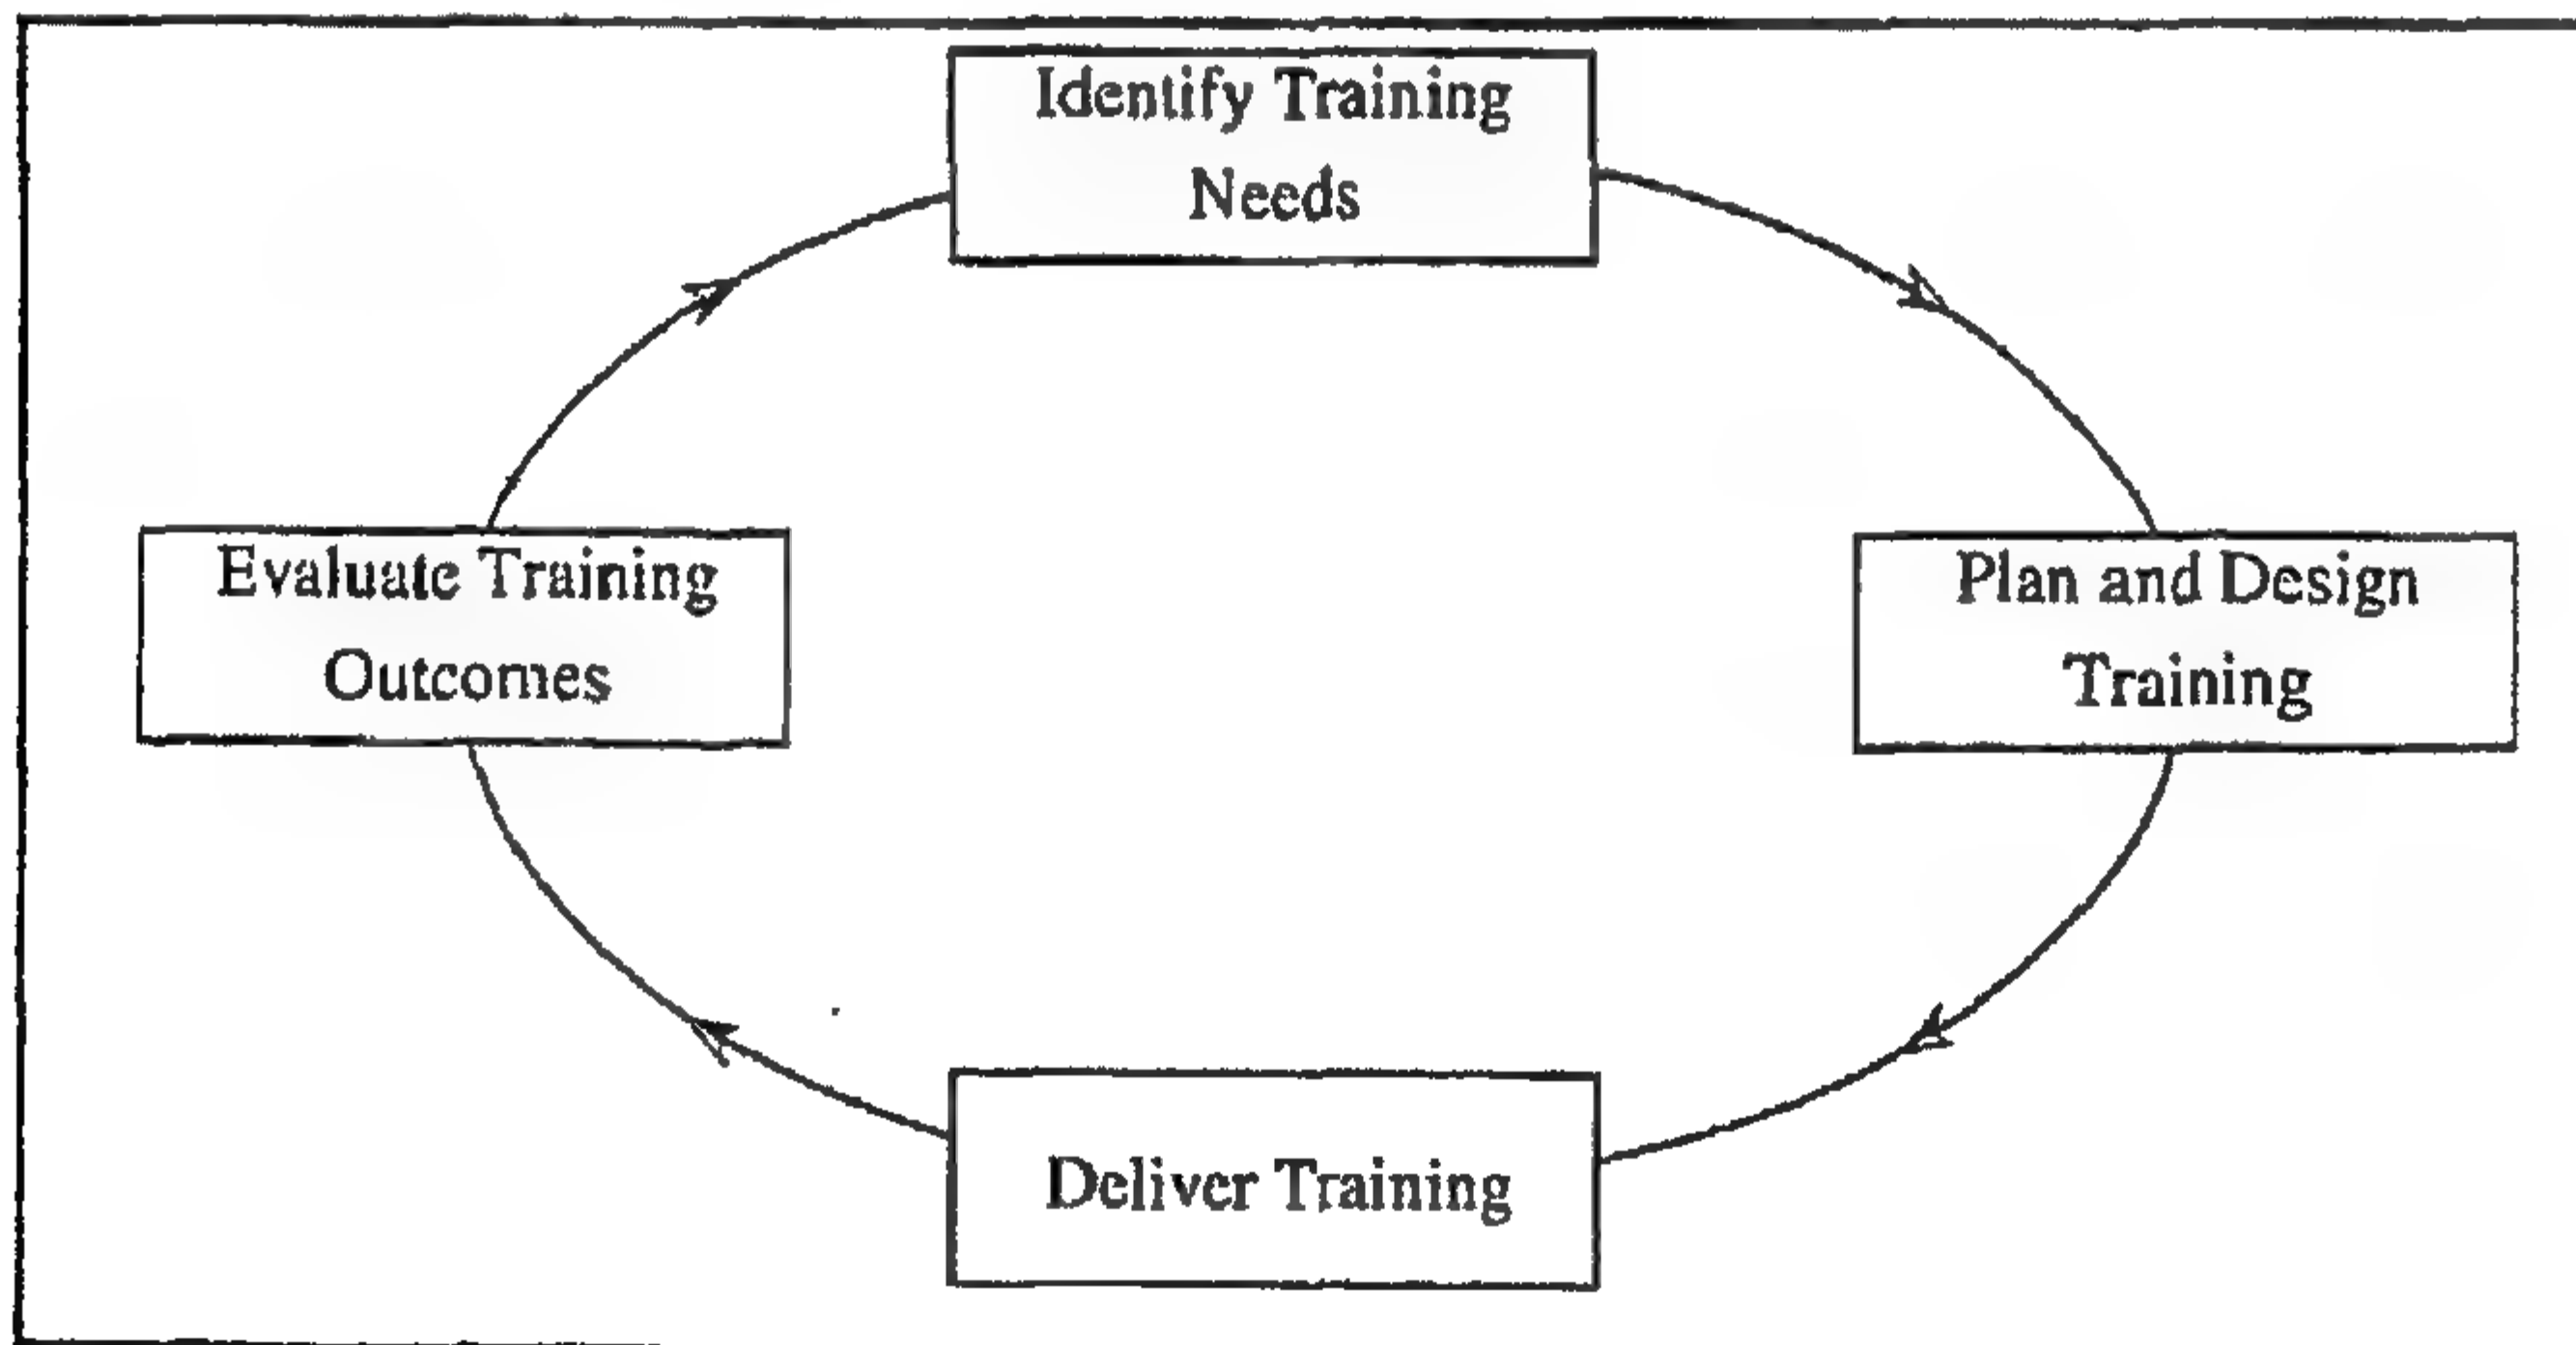 Identify Training
Needs
Evaluate Training
Outcomes
Plan and Design
Training
Deliver Training